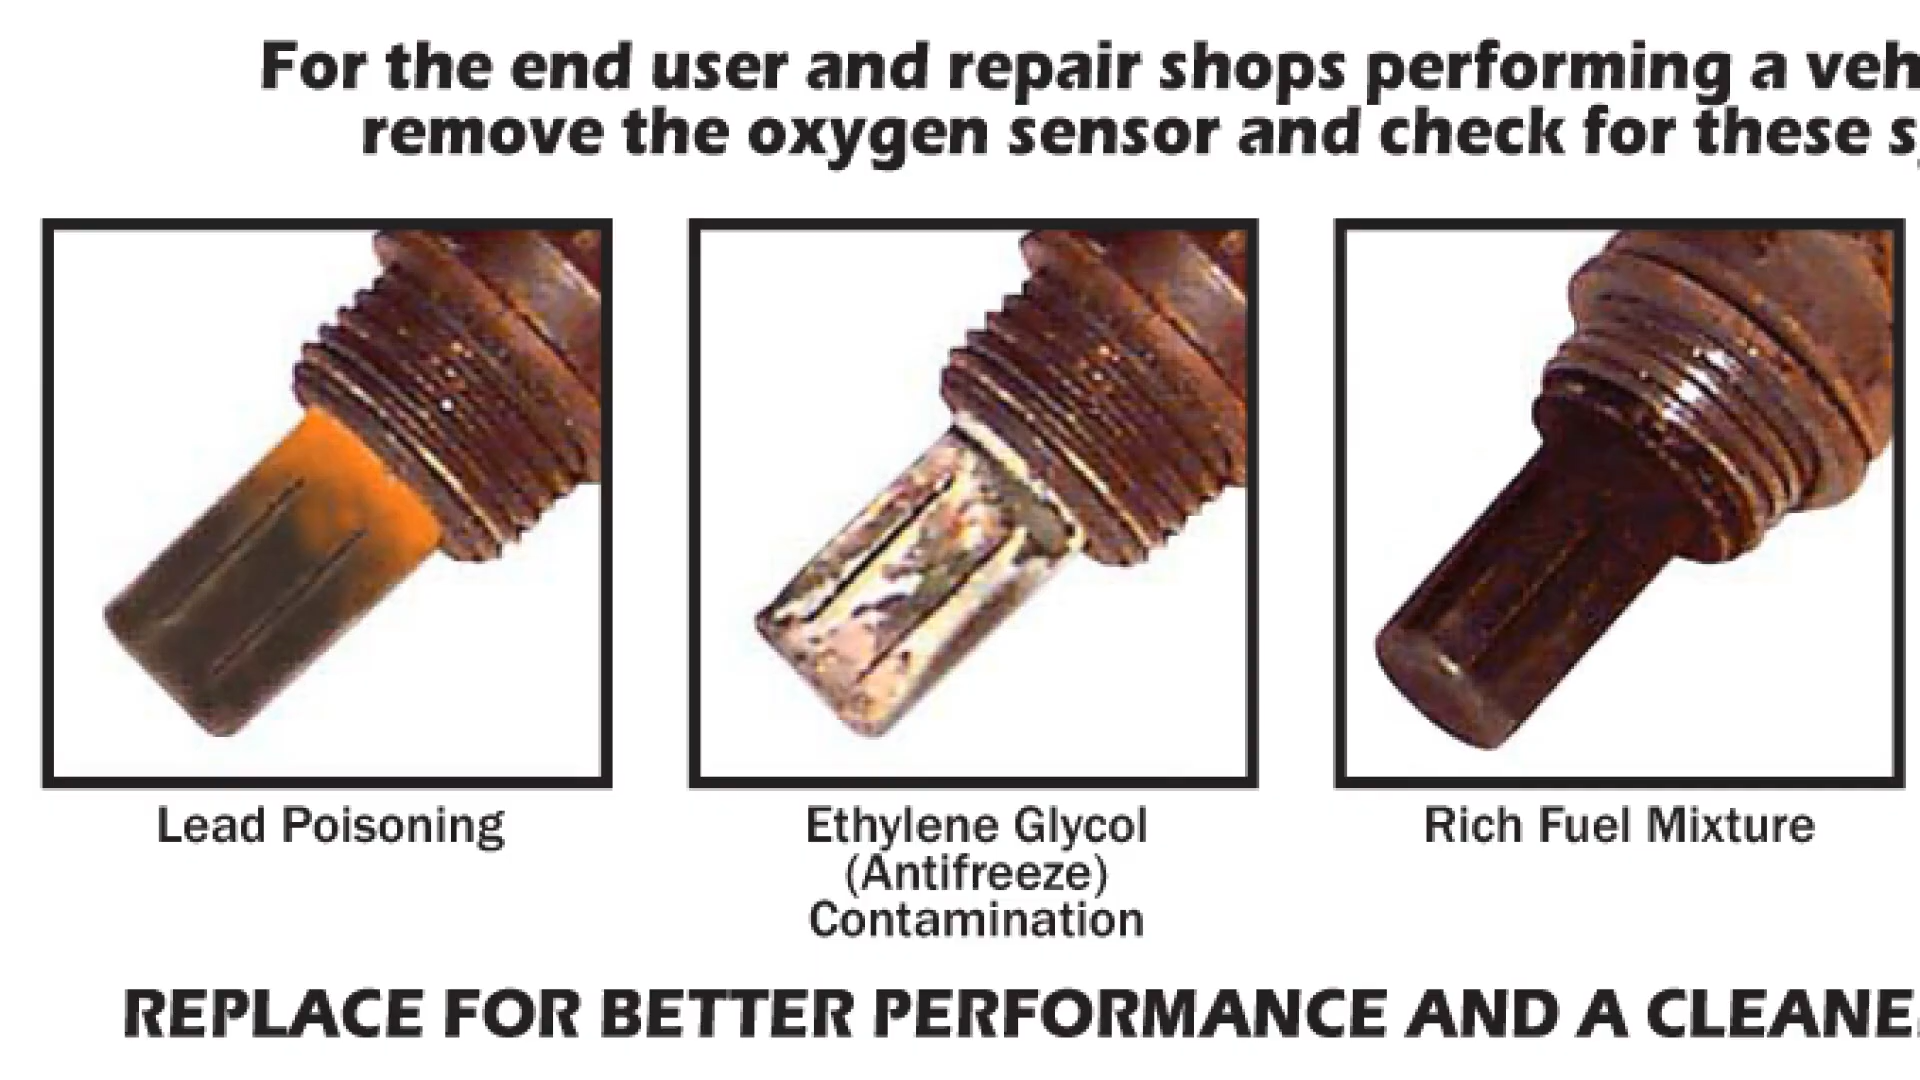 For the end user and repair shops performing a veh
remove the oxygen sensor and check for these s
Lead Poisoning
Ethylene Glycol
(Antifreeze)
Contamination
Rich Fuel Mixture
REPLACE FOR BETTER PERFORMANCE AND A CLEANE